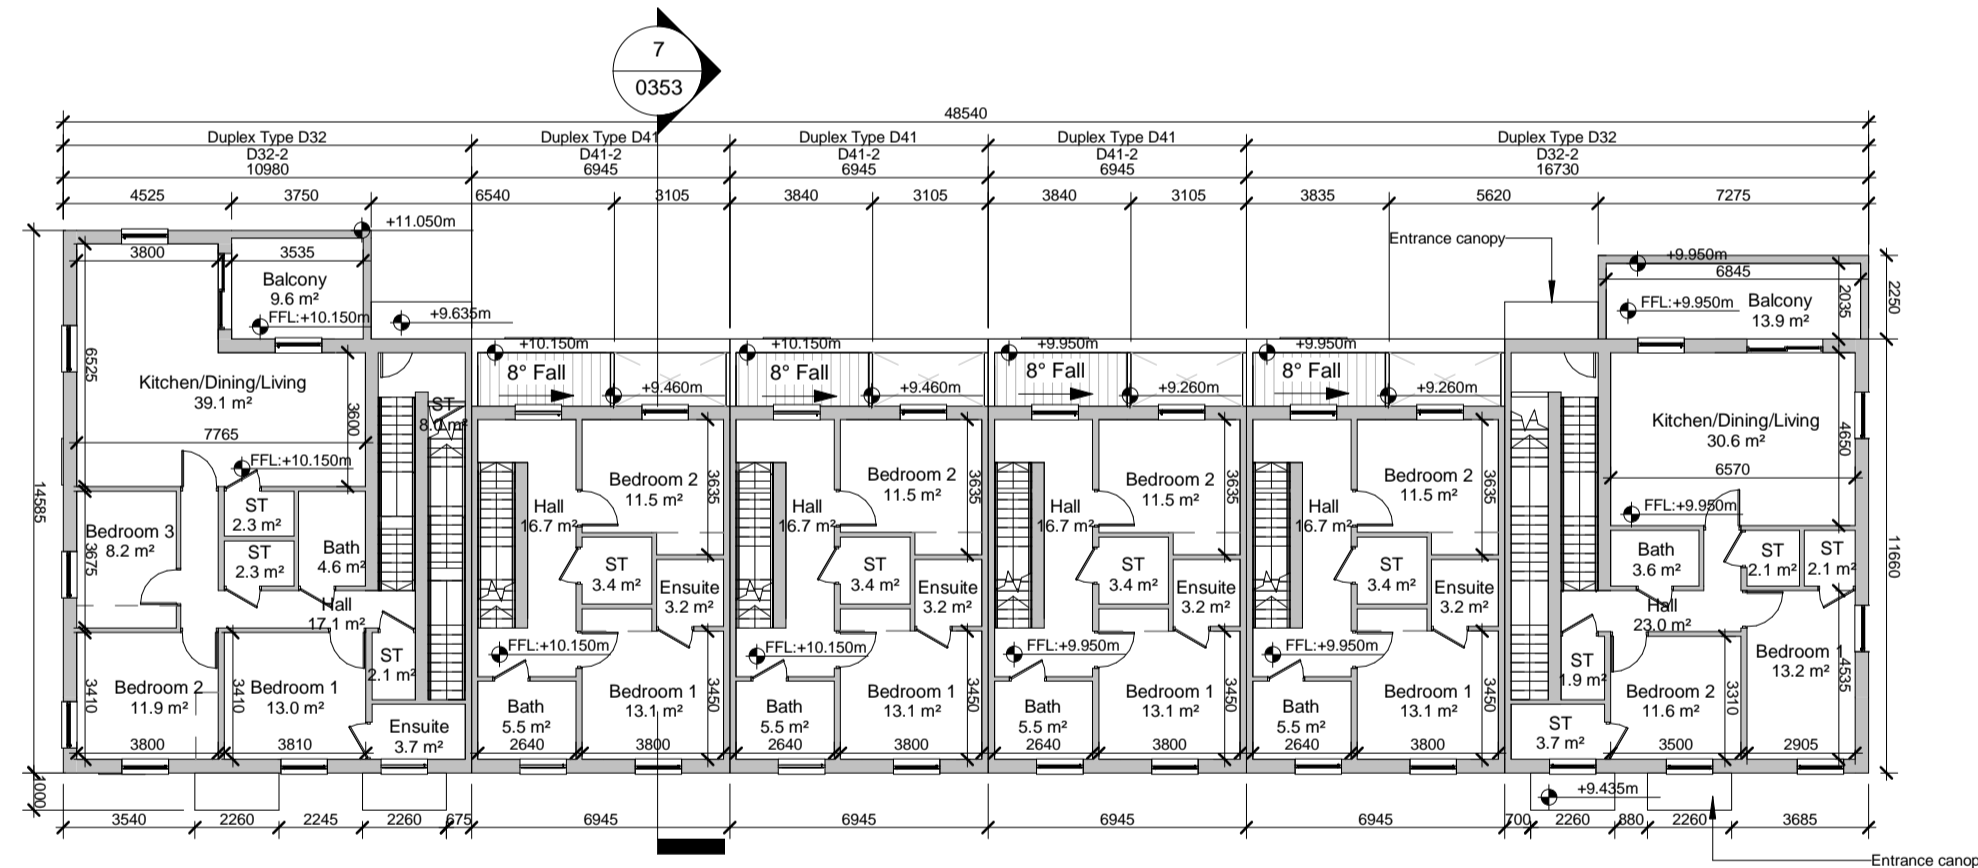 7
0353
48540
Duplex Type D32
Duplex Type D41
Duplex Type D41
Duplex Type D41
Duplex Type D32
D32-2
D41-2
D41-2
D41-2
D32-2
10980
6945
6945
6945
16730
4525
3750
6540
3105
3840
3105
3840
3105
3835
5620
7275
+11.050m
Entrance canopy
3800
3535
+9.950m
6845
Balcony
9.6 m²
FFL:+10.150m
+9.635m
FFL:+9.950m
Balcony
13.9 m²
2035
2250
+10.150m
+10.150m
+9.950m
+9.950m
8° Fall
8° Fall
8° Fall
8° Fall
+9.460m
+9.460m
+9.260m
+9.260m
6525
Kitchen/Dining/Living
39.1 m²
3600
7765
FFL:+10.150m
ST
Kitchen/Dining/Living
30.6 m²
4650
6570
FFL:+9.950m
14585
11660
Bedroom 3
8.2 m²
3675
ST
2.3 m²
ST
2.3 m²
Bath
4.6 m²
Hall
17.1 m²
ST
2.1 m²
Hall
16.7 m²
Bedroom 2
11.5 m²
3635
ST
3.4 m²
Ensuite
3.2 m²
Hall
16.7 m²
Bedroom 2
11.5 m²
3635
ST
3.4 m²
Ensuite
3.2 m²
Hall
16.7 m²
Bedroom 2
11.5 m²
3635
ST
3.4 m²
Ensuite
3.2 m²
Hall
16.7 m²
Bedroom 2
11.5 m²
3635
ST
3.4 m²
Ensuite
3.2 m²
Bath
3.6 m²
ST
2.1 m²
ST
2.1 m²
Hall
23.0 m²
FFL:+10.150m
FFL:+10.150m
FFL:+9.950m
FFL:+9.950m
Bedroom 2
11.9 m²
3410
3800
Bedroom 1
13.0 m²
3410
3810
Ensuite
3.7 m²
Bath
5.5 m²
2640
Bedroom 1
13.1 m²
3450
3800
Bath
5.5 m²
2640
Bedroom 1
13.1 m²
3450
3800
Bath
5.5 m²
2640
Bedroom 1
13.1 m²
3450
3800
Bath
5.5 m²
2640
Bedroom 1
13.1 m²
3450
3800
ST
1.9 m²
ST
3.7 m²
Bedroom 2
11.6 m²
3310
3500
Bedroom 1
13.2 m²
4535
2905
1000
+9.435m
3540
2260
2245
2260
675
6945
6945
6945
6945
700
2260
880
2260
3685
Entrance canop